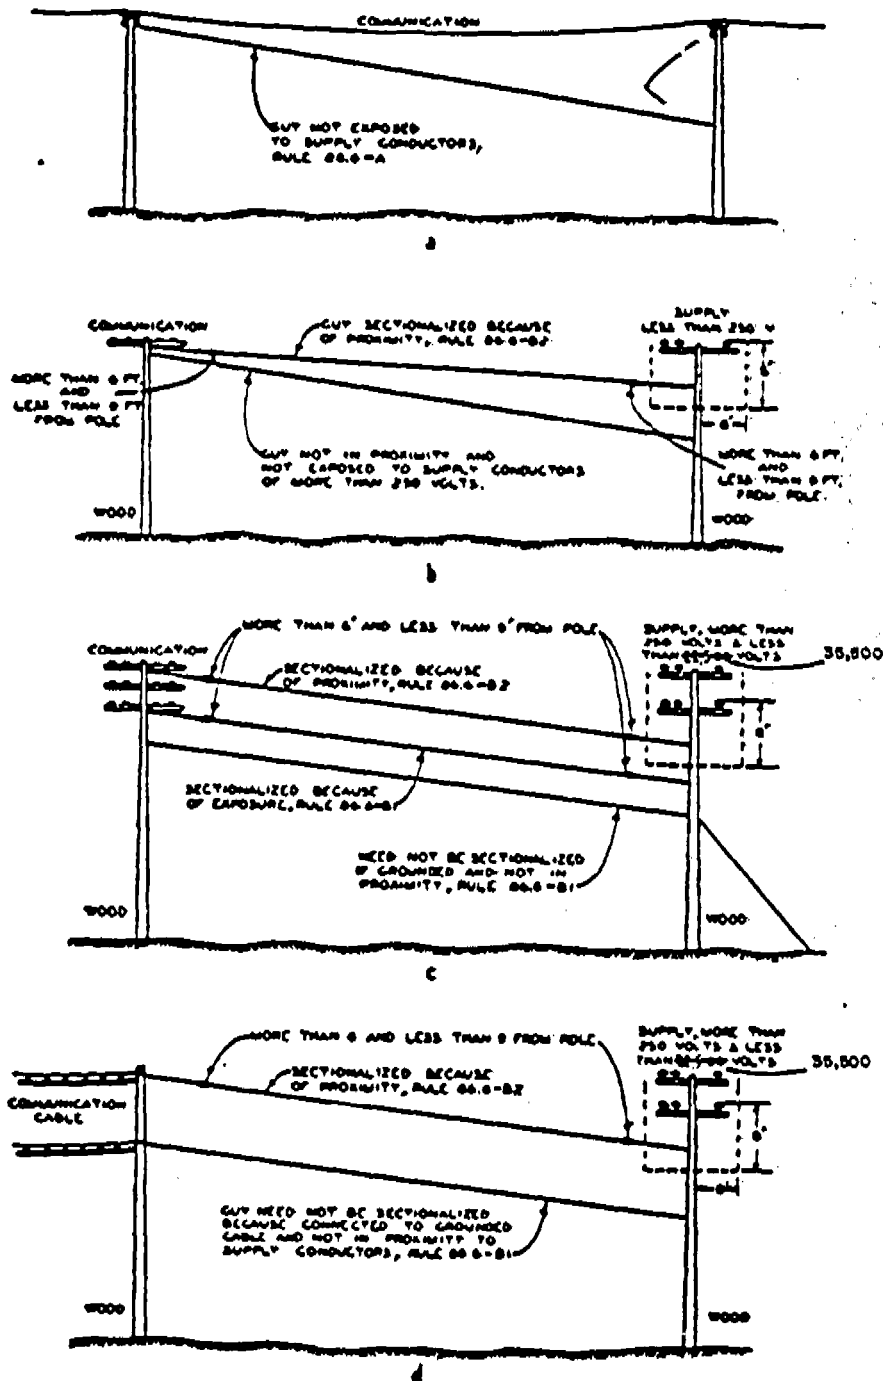 COMMUNICATION
GUY NOT EXPOSED
TO SUPPLY CONDUCTORS,
RULE 86.6-A
a
COMMUNICATION
GUY SECTIONALIZED BECAUSE
OF PROXIMITY, RULE 86.6-B2
SUPPLY
LESS THAN 250 V
MORE THAN 6 FT
AND
LESS THAN 9 FT
FROM POLE
GUY NOT IN PROXIMITY AND
NOT EXPOSED TO SUPPLY CONDUCTORS
OF MORE THAN 250 VOLTS.
MORE THAN 6 FT.
AND
LESS THAN 9 FT.
FROM POLE.
WOOD
WOOD
b
MORE THAN 6' AND LESS THAN 9' FROM POLE
COMMUNICATION
SECTIONALIZED BECAUSE
OF PROXIMITY, RULE 86.6-B2
SUPPLY, MORE THAN
250 VOLTS & LESS
THAN VOLTS 35,500
SECTIONALIZED BECAUSE
OF EXPOSURE, RULE 86.6-B1
NEED NOT BE SECTIONALIZED
IF GROUNDED AND NOT IN
PROXIMITY, RULE 86.6-B1
WOOD
WOOD
c
MORE THAN 6 AND LESS THAN 9 FROM POLE
SECTIONALIZED BECAUSE
OF PROXIMITY, RULE 86.6-B2
SUPPLY, MORE THAN
250 VOLTS & LESS
THAN VOLTS 35,500
COMMUNICATION
CABLE
GUY NEED NOT BE SECTIONALIZED
BECAUSE CONNECTED TO GROUNDED
CABLE AND NOT IN PROXIMITY TO
SUPPLY CONDUCTORS, RULE 86.6-B1
WOOD
WOOD
d